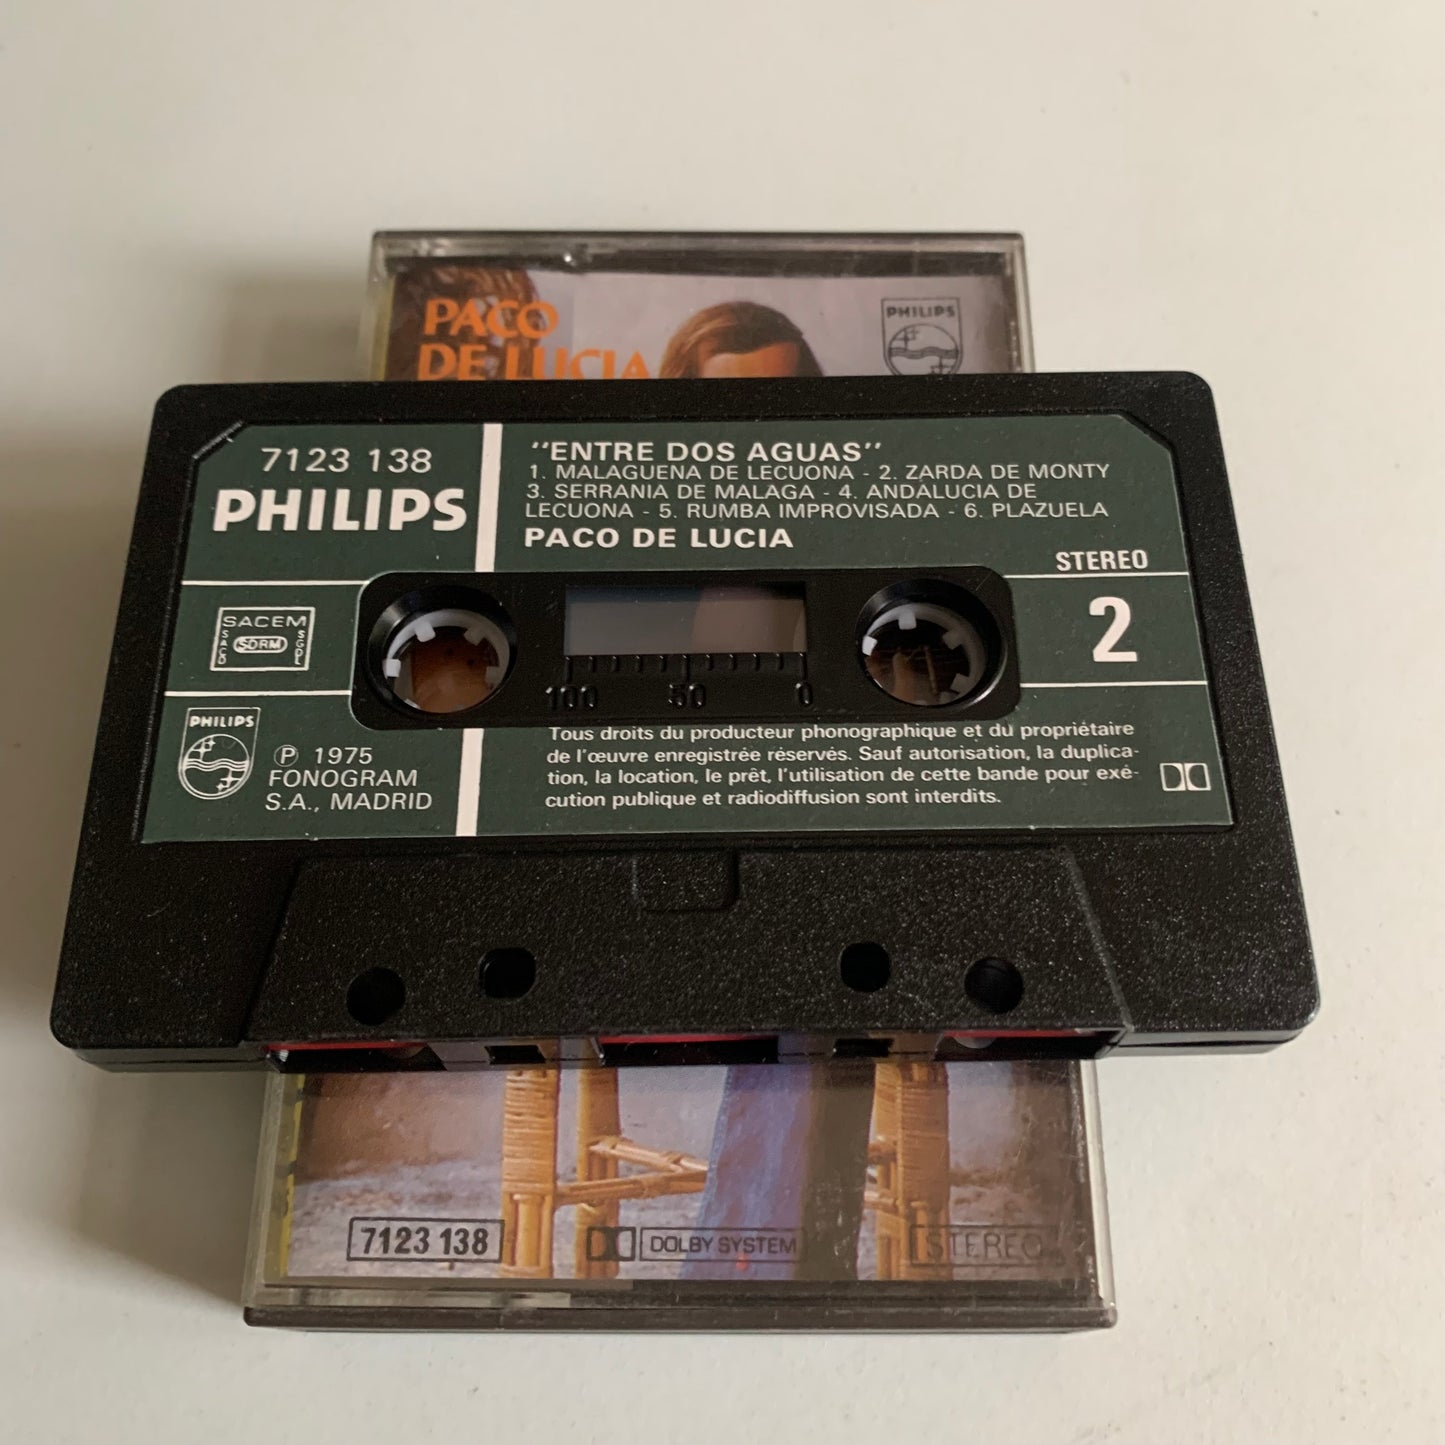 PACO
DE LUCIA
PHILIPS
7123 138
PHILIPS
"ENTRE DOS AGUAS"
1. MALAGUENA DE LECUONA - 2. ZARDA DE MONTY
3. SERRANIA DE MALAGA - 4. ANDALUCIA DE
LECUONA - 5. RUMBA IMPROVISADA - 6. PLAZUELA
PACO DE LUCIA
STEREO
2
SACEM
SACD
SDRM
SGDL
100 50 0
PHILIPS
Ⓟ 1975
FONOGRAM
S.A., MADRID
Tous droits du producteur phonographique et du propriétaire
de l'œuvre enregistrée réservés. Sauf autorisation, la duplica-
tion, la location, le prêt, l'utilisation de cette bande pour exé-
cution publique et radiodiffusion sont interdits.
7123 138
DOLBY SYSTEM
STEREO